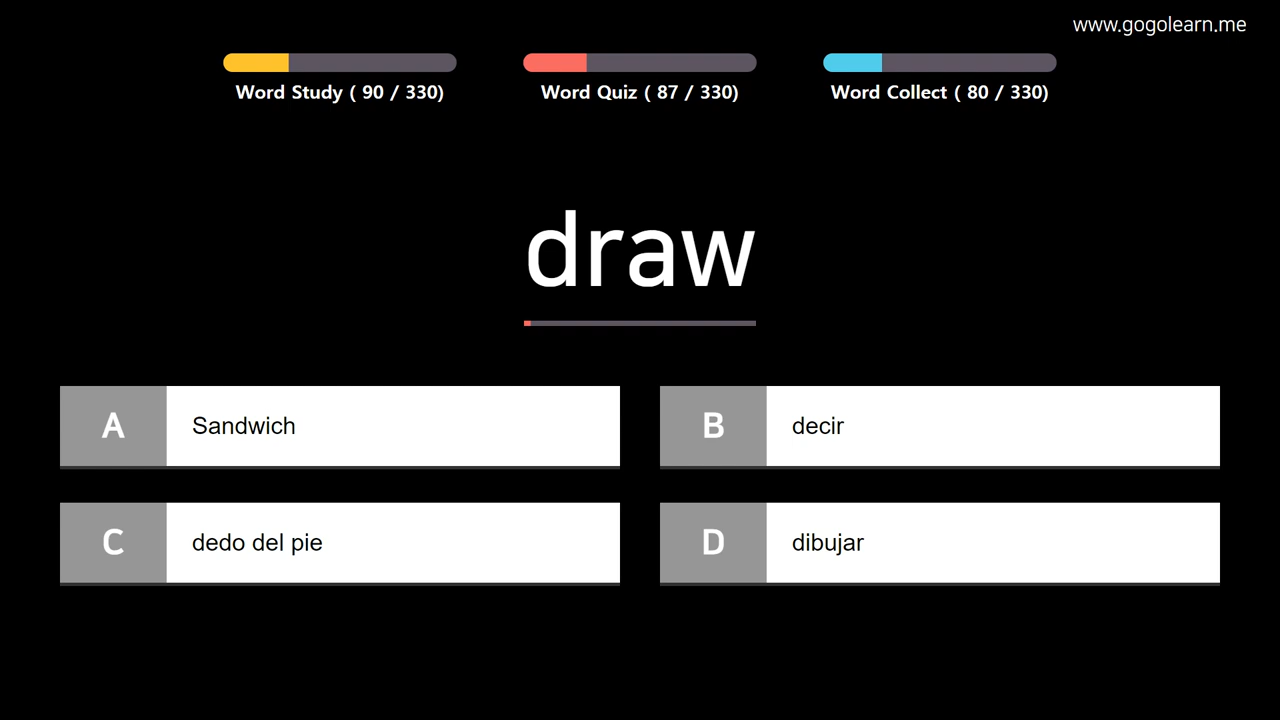 www.gogolearn.me
Word Study ( 90 / 330)
Word Quiz ( 87 / 330)
Word Collect ( 80 / 330)
draw
A Sandwich
B decir
C dedo del pie
D dibujar